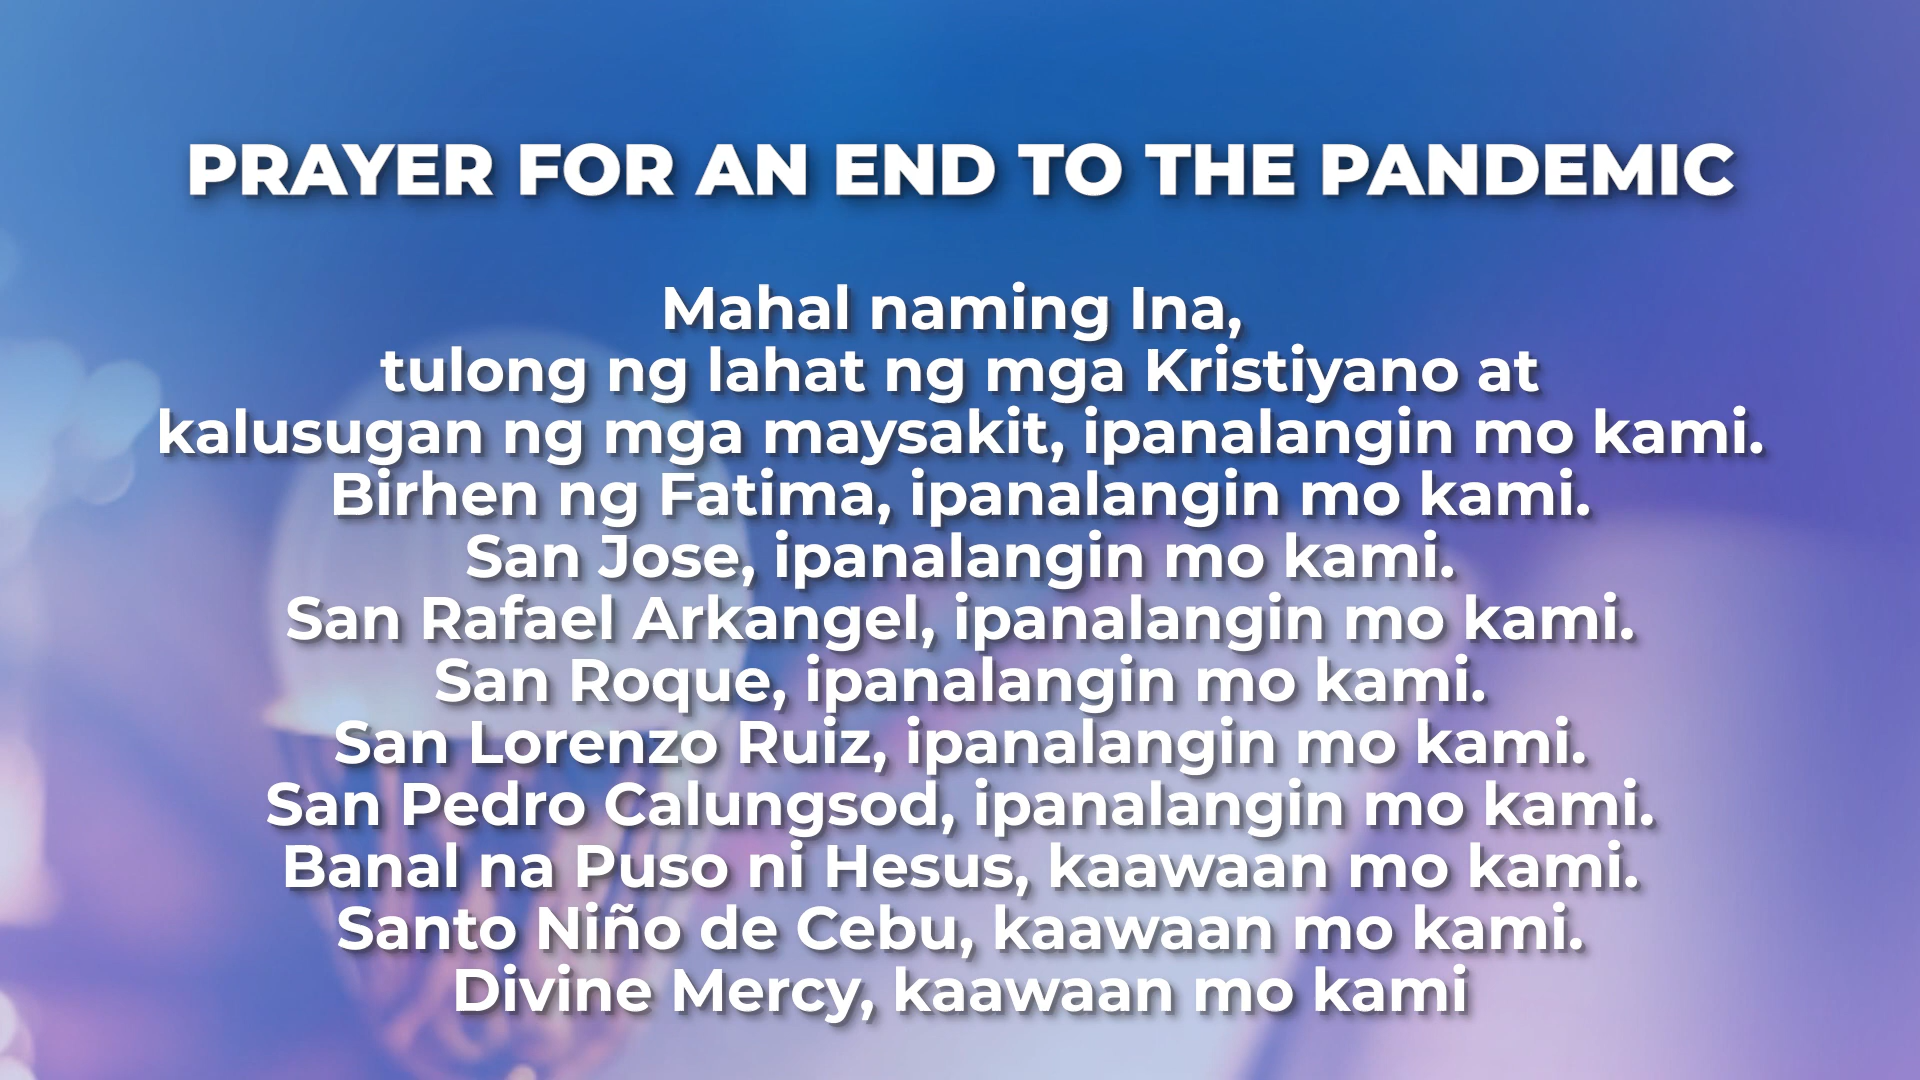 PRAYER FOR AN END TO THE PANDEMIC
Mahal naming Ina,
tulong ng lahat ng mga Kristiyano at
kalusugan ng mga maysakit, ipanalangin mo kami.
Birhen ng Fatima, ipanalangin mo kami.
San Jose, ipanalangin mo kami.
San Rafael Arkangel, ipanalangin mo kami.
San Roque, ipanalangin mo kami.
San Lorenzo Ruiz, ipanalangin mo kami.
San Pedro Calungsod, ipanalangin mo kami.
Banal na Puso ni Hesus, kaawaan mo kami.
Santo Niño de Cebu, kaawaan mo kami.
Divine Mercy, kaawaan mo kami